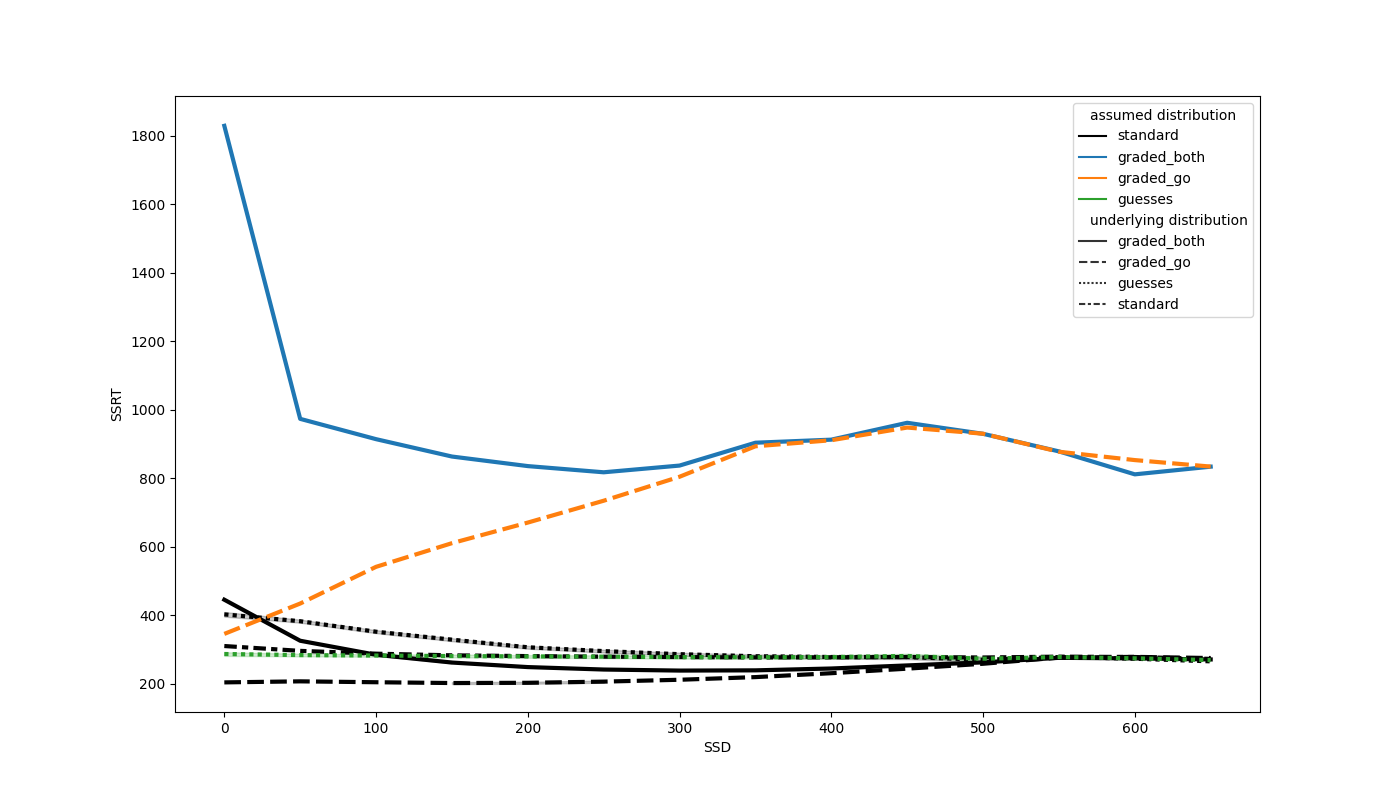 1800
1600
1400
1200
1000
800
600
400
200
SSRT
0 100 200 300 400 500 600
SSD
assumed distribution
standard
graded_both
graded_go
guesses
underlying distribution
graded_both
graded_go
guesses
standard